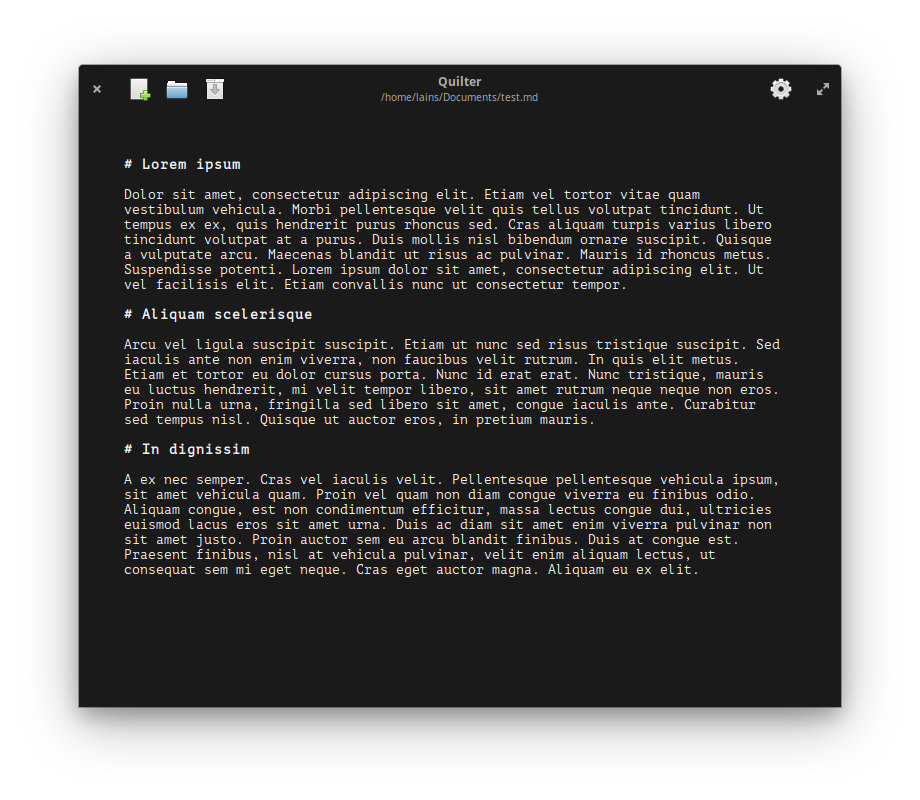 Quilter
/home/lains/Documents/test.md
# Lorem ipsum
Dolor sit amet, consectetur adipiscing elit. Etiam vel tortor vitae quam
vestibulum vehicula. Morbi pellentesque velit quis tellus volutpat tincidunt. Ut
tempus ex ex, quis hendrerit purus rhoncus sed. Cras aliquam turpis varius libero
tincidunt volutpat at a purus. Duis mollis nisl bibendum ornare suscipit. Quisque
a vulputate arcu. Maecenas blandit ut risus ac pulvinar. Mauris id rhoncus metus.
Suspendisse potenti. Lorem ipsum dolor sit amet, consectetur adipiscing elit. Ut
vel facilisis elit. Etiam convallis nunc ut consectetur tempor.
# Aliquam scelerisque
Arcu vel ligula suscipit suscipit. Etiam ut nunc sed risus tristique suscipit. Sed
iaculis ante non enim viverra, non faucibus velit rutrum. In quis elit metus.
Etiam et tortor eu dolor cursus porta. Nunc id erat erat. Nunc tristique, mauris
eu luctus hendrerit, mi velit tempor libero, sit amet rutrum neque neque non eros.
Proin nulla urna, fringilla sed libero sit amet, congue iaculis ante. Curabitur
sed tempus nisl. Quisque ut auctor eros, in pretium mauris.
# In dignissim
A ex nec semper. Cras vel iaculis velit. Pellentesque pellentesque vehicula ipsum,
sit amet vehicula quam. Proin vel quam non diam congue viverra eu finibus odio.
Aliquam congue, est non condimentum efficitur, massa lectus congue dui, ultricies
euismod lacus eros sit amet urna. Duis ac diam sit amet enim viverra pulvinar non
sit amet justo. Proin auctor sem eu arcu blandit finibus. Duis at congue est.
Praesent finibus, nisl at vehicula pulvinar, velit enim aliquam lectus, ut
consequat sem mi eget neque. Cras eget auctor magna. Aliquam eu ex elit.